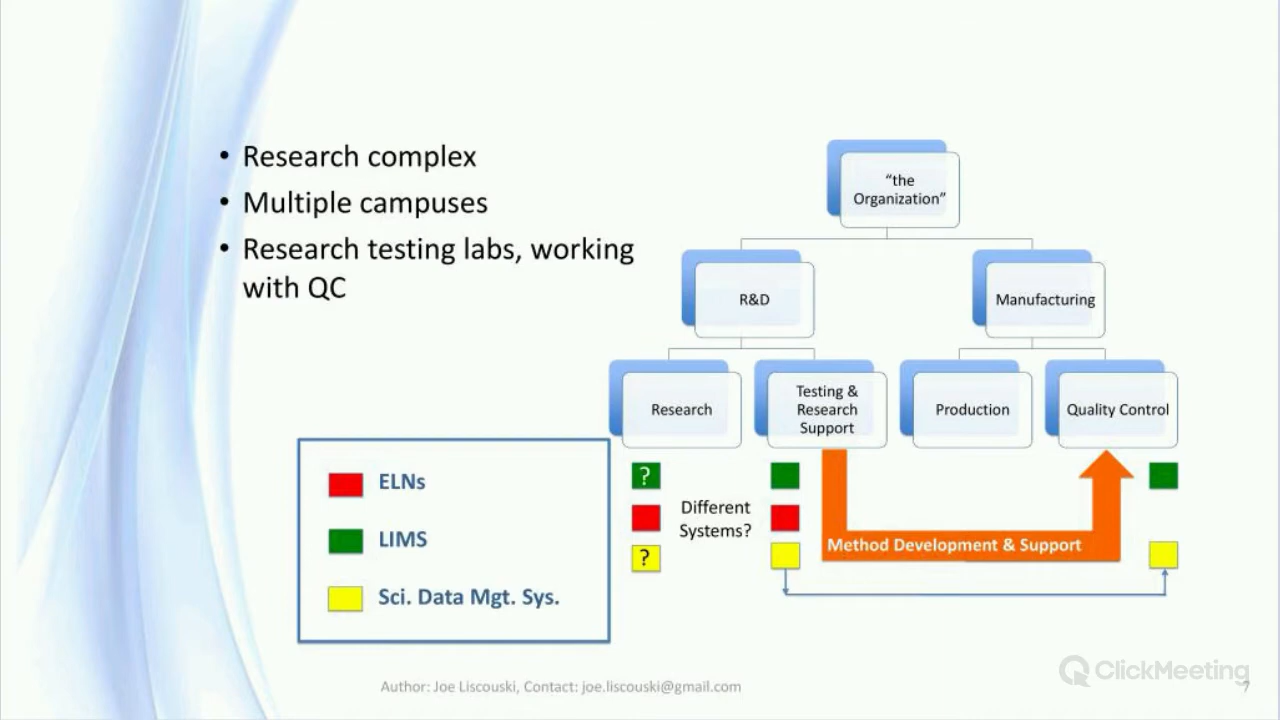 • Research complex
• Multiple campuses
• Research testing labs, working
with QC
“the
Organization”
R&D
Manufacturing
Research
Testing &
Research
Support
Production
Quality Control
ELNs
LIMS
Sci. Data Mgt. Sys.
?
Different
Systems?
?
Method Development & Support
Author: Joe Liscouski, Contact: joe.liscouski@gmail.com
ClickMeeting
7